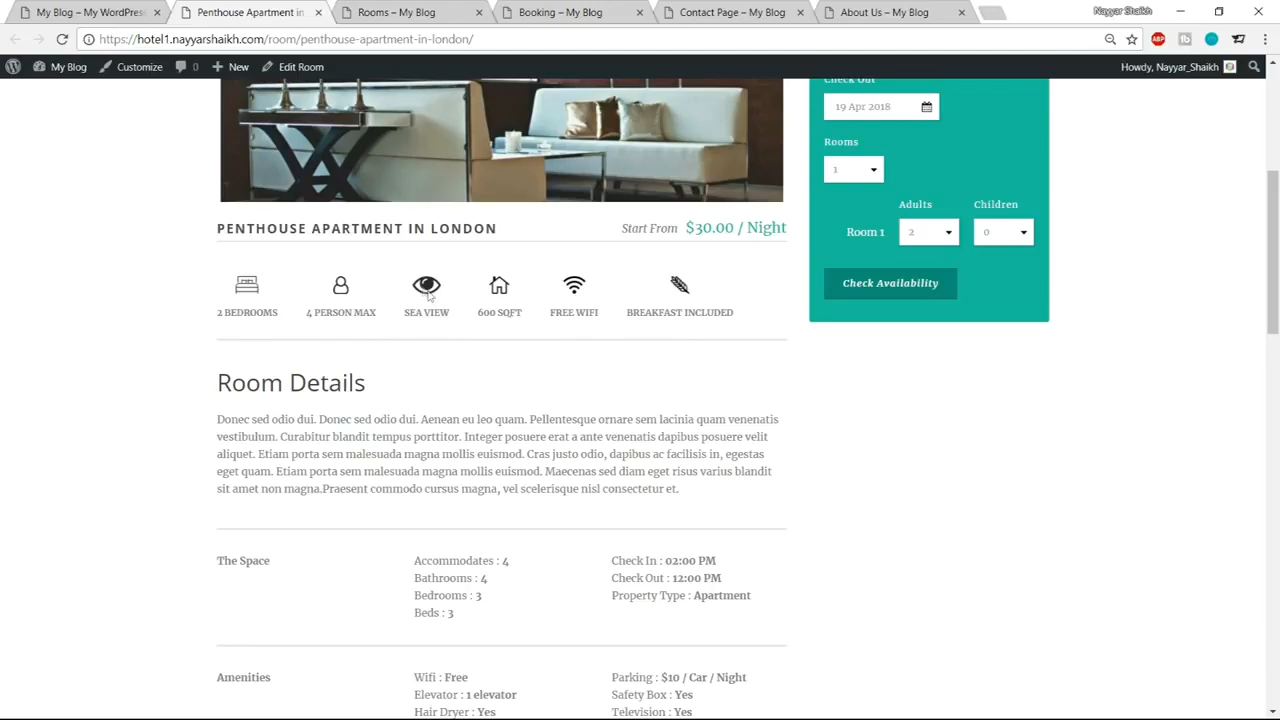 My Blog – My WordPress
Penthouse Apartment in
Rooms – My Blog
Booking – My Blog
Contact Page – My Blog
About Us – My Blog
Nayyar Shaikh
https://hotel1.nayyarshaikh.com/room/penthouse-apartment-in-london/
ABP
My Blog
Customize
0
New
Edit Room
Howdy, Nayyar_Shaikh
Check Out
19 Apr 2018
Rooms
1
Adults
Children
Room 1
2
0
Check Availability
PENTHOUSE APARTMENT IN LONDON
Start From $30.00 / Night
2 BEDROOMS
4 PERSON MAX
SEA VIEW
600 SQFT
FREE WIFI
BREAKFAST INCLUDED
Room Details
Donec sed odio dui. Donec sed odio dui. Aenean eu leo quam. Pellentesque ornare sem lacinia quam venenatis
vestibulum. Curabitur blandit tempus porttitor. Integer posuere erat a ante venenatis dapibus posuere velit
aliquet. Etiam porta sem malesuada magna mollis euismod. Cras justo odio, dapibus ac facilisis in, egestas
eget quam. Etiam porta sem malesuada magna mollis euismod. Maecenas sed diam eget risus varius blandit
sit amet non magna.Praesent commodo cursus magna, vel scelerisque nisl consectetur et.
The Space
Accommodates : 4
Bathrooms : 4
Bedrooms : 3
Beds : 3
Check In : 02:00 PM
Check Out : 12:00 PM
Property Type : Apartment
Amenities
Wifi : Free
Elevator : 1 elevator
Hair Dryer : Yes
Parking : $10 / Car / Night
Safety Box : Yes
Television : Yes